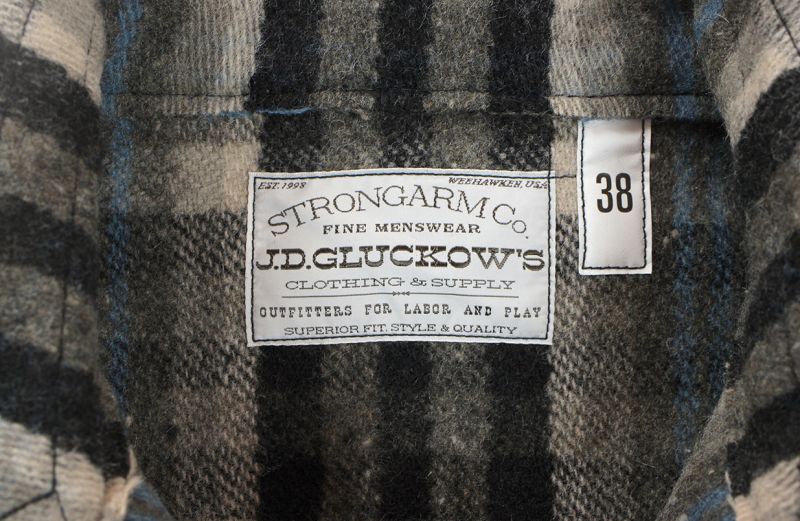 EST. 1998 WEEHAWKEN, USA
STRONGARM Co.
FINE MENSWEAR
J.D.GLUCKOW'S
CLOTHING & SUPPLY
OUTFITTERS FOR LABOR AND PLAY
SUPERIOR FIT, STYLE & QUALITY
38